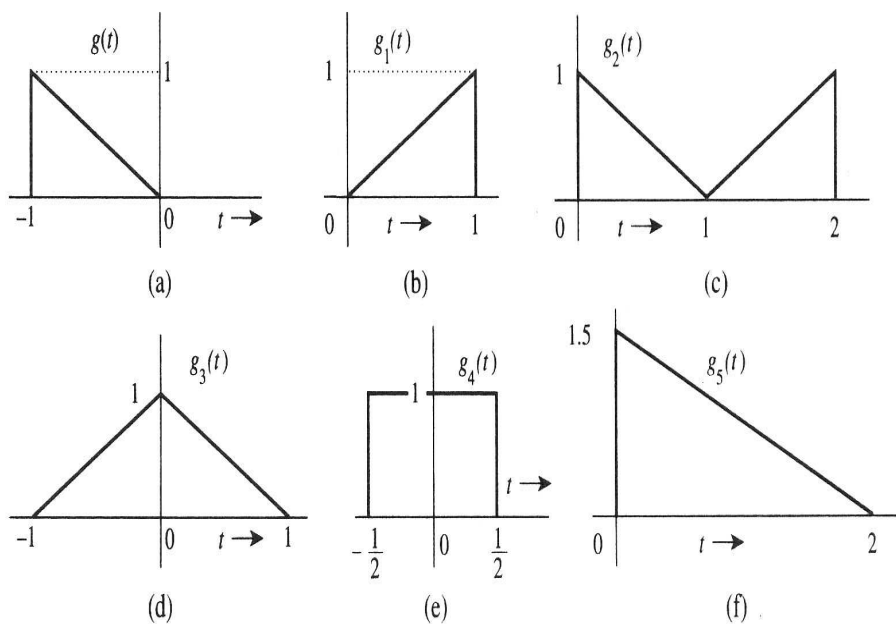 g(t) g₁(t) g₂(t)
1 1 1
–1 0 t → 0 t → 1 0 t → 1 2
(a) (b) (c)
g₃(t) g₄(t) 1.5 g₅(t)
1 1
t →
–1 0 t → 1 –1/2 0 1/2 0 t → 2
(d) (e) (f)